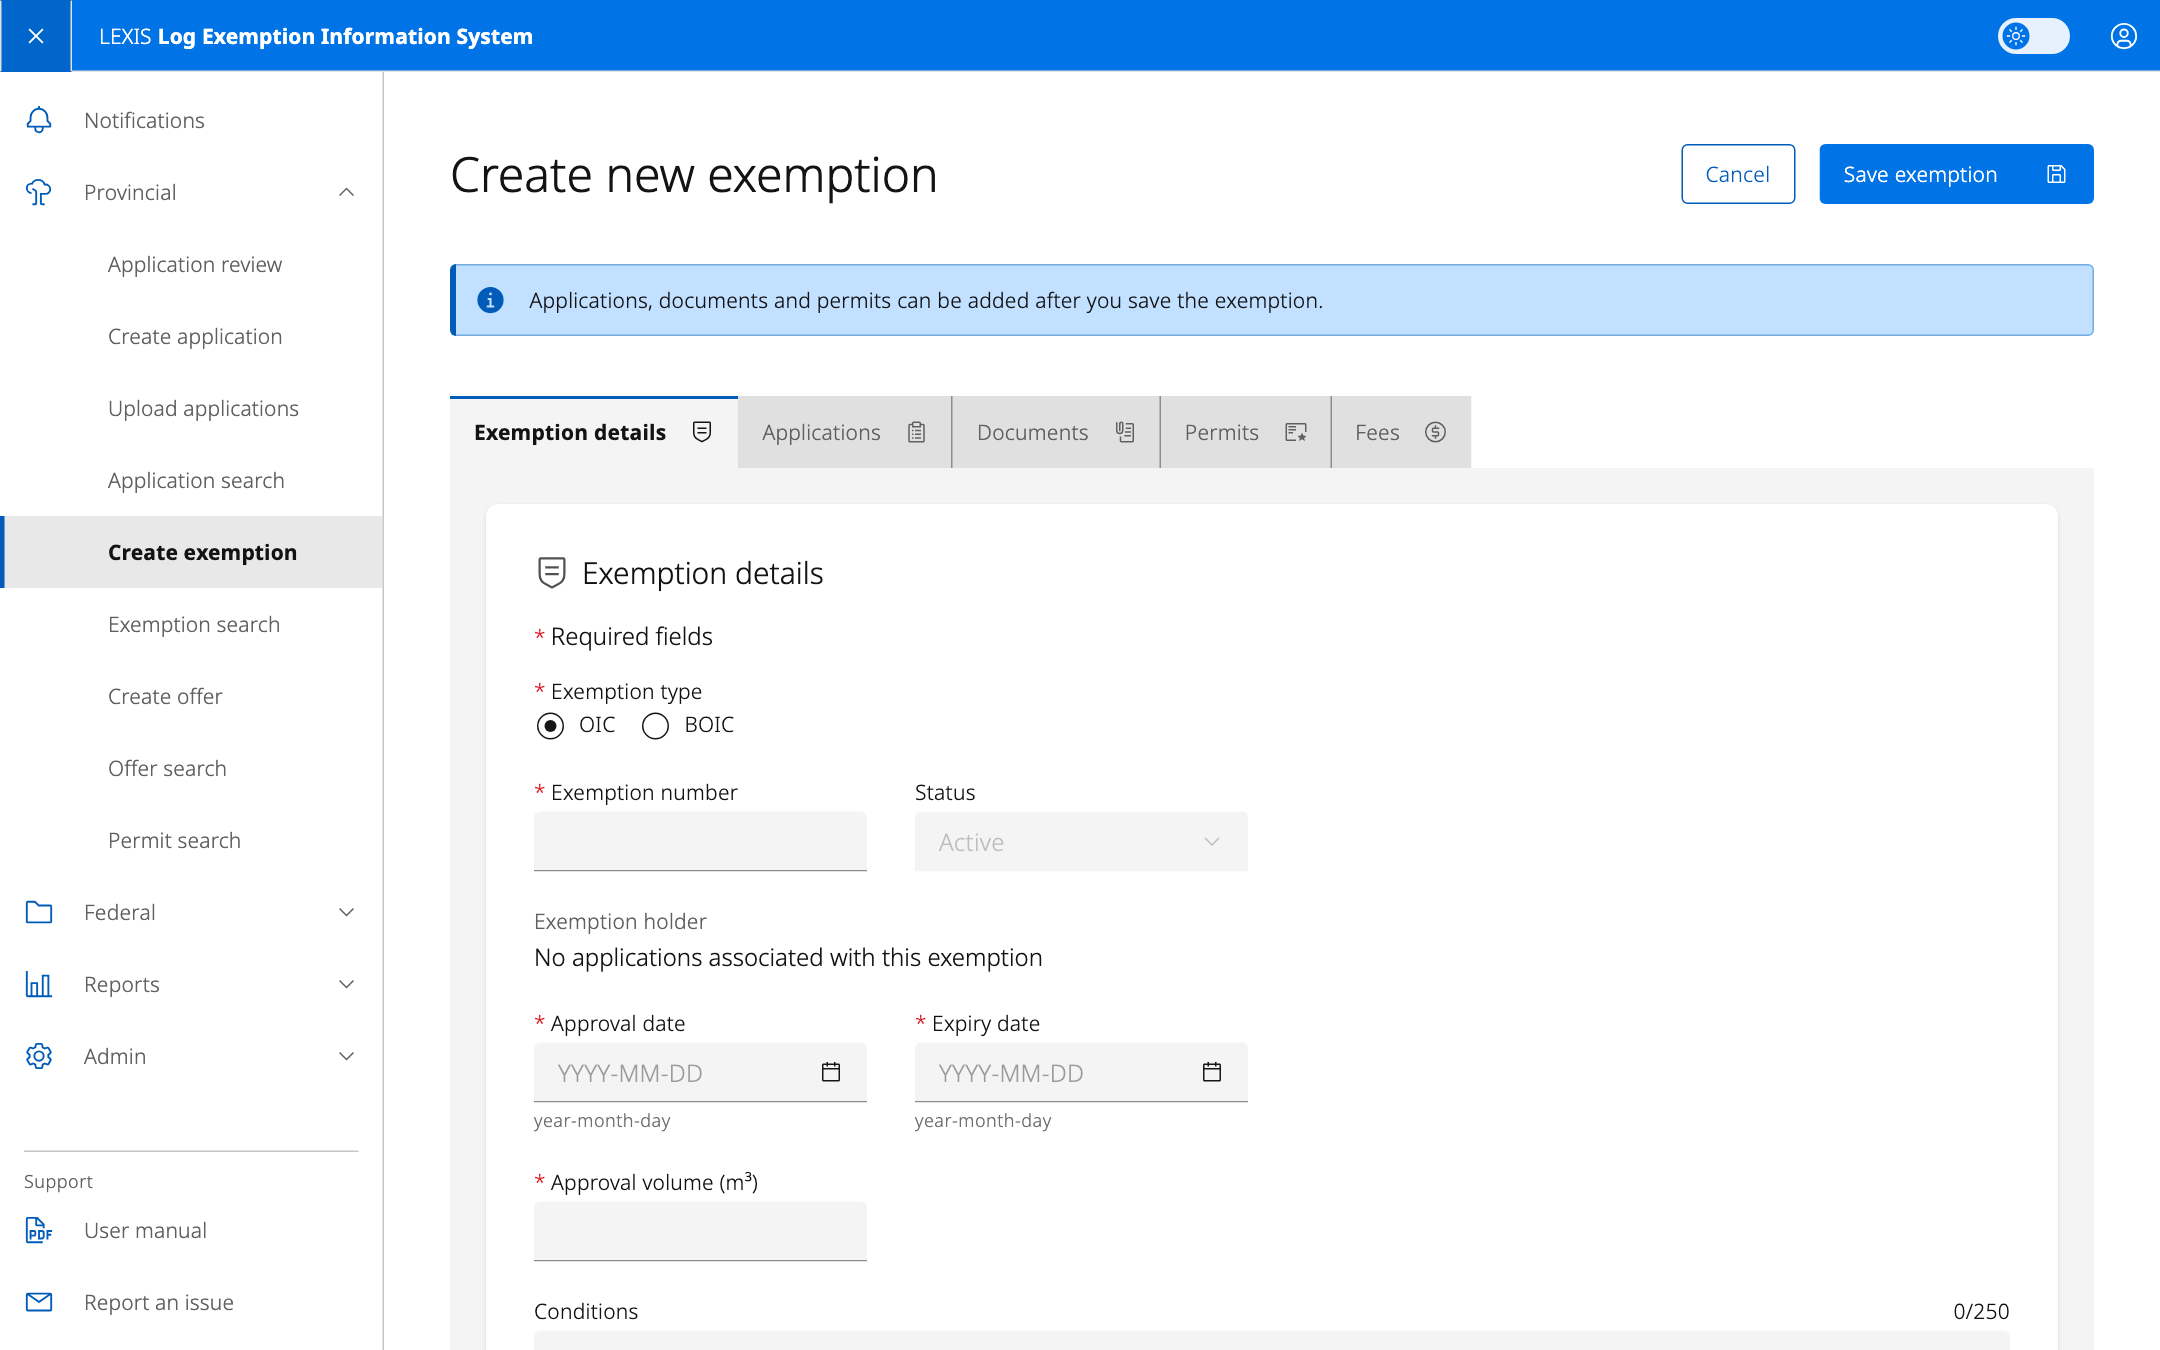 LEXIS Log Exemption Information System
Notifications
Provincial
Application review
Create application
Upload applications
Application search
Create exemption
Exemption search
Create offer
Offer search
Permit search
Federal
Reports
Admin
Support
PDF User manual
Report an issue
Create new exemption
Cancel
Save exemption
Applications, documents and permits can be added after you save the exemption.
Exemption details
Applications
Documents
Permits
Fees
Exemption details
* Required fields
* Exemption type
OIC BOIC
* Exemption number
Status
Active
Exemption holder
No applications associated with this exemption
* Approval date
* Expiry date
YYYY-MM-DD
YYYY-MM-DD
year-month-day
year-month-day
* Approval volume (m³)
Conditions
0/250